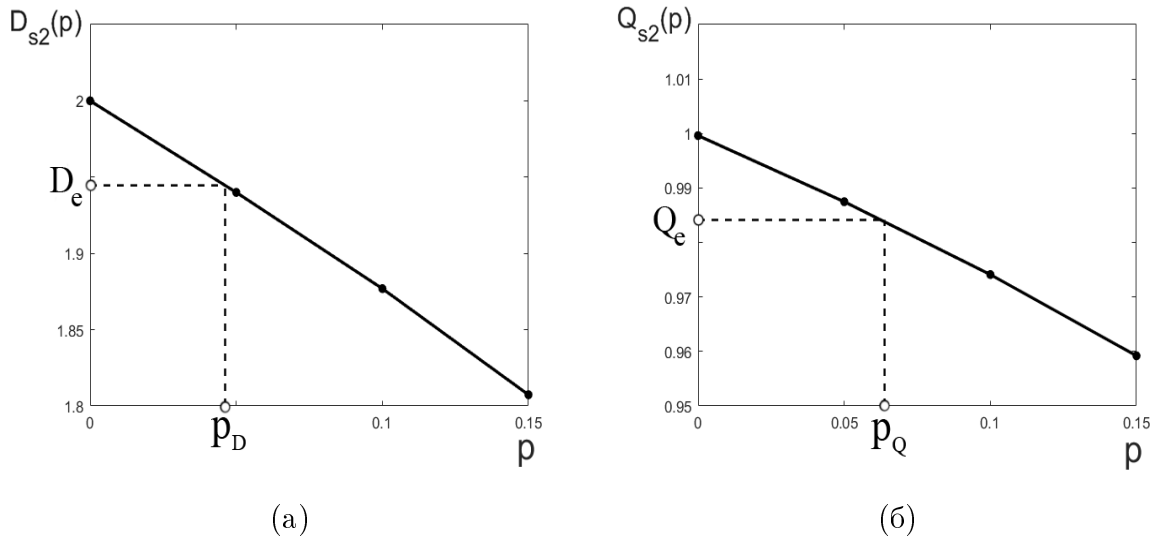 D_s2(p)
2
D_e
1.9
1.85
1.8
0
p_D
0.1
0.15
p
(а)
Q_s2(p)
1.01
1
0.99
Q_e
0.97
0.96
0.95
0
0.05
p_Q
0.1
0.15
p
(б)